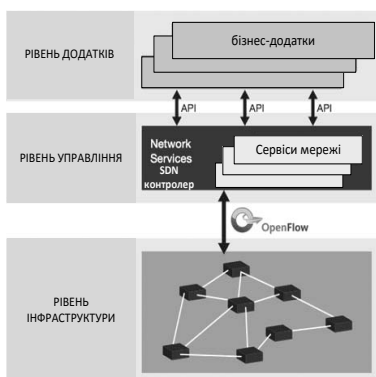 РІВЕНЬ ДОДАТКІВ
бізнес-додатки
API
API
API
РІВЕНЬ УПРАВЛІННЯ
Network
Services
SDN
контролер
Сервіси мережі
OpenFlow
РІВЕНЬ
ІНФРАСТРУКТУРИ